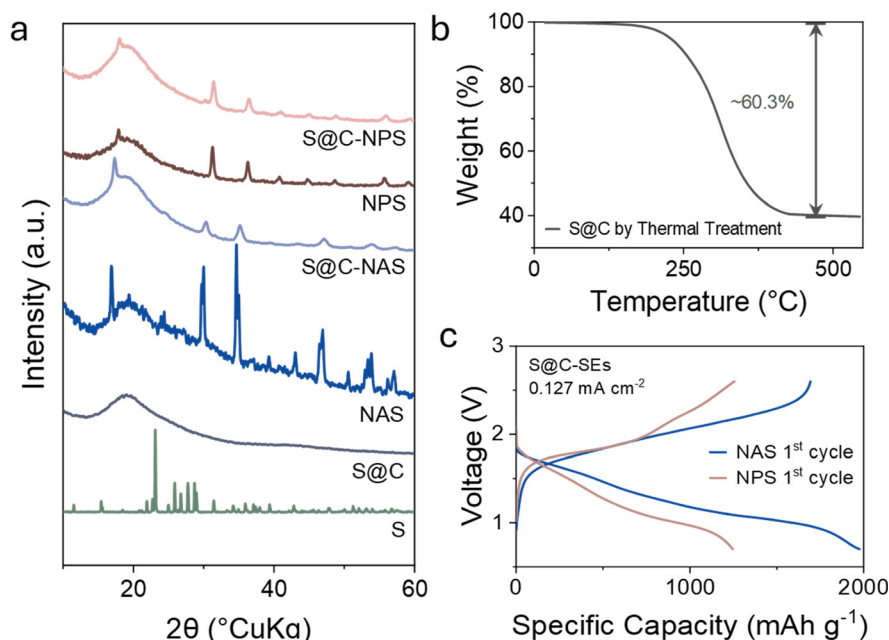 a
Intensity (a.u.)
S@C-NPS
NPS
S@C-NAS
NAS
S@C
S
20 40 60
2θ (°CuKα)
b
Weight (%)
100
80
60
40
~60.3%
S@C by Thermal Treatment
0 250 500
Temperature (°C)
c
Voltage (V)
3
2
1
S@C-SEs
0.127 mA cm⁻²
NAS 1ˢᵗ cycle
NPS 1ˢᵗ cycle
0 1000 2000
Specific Capacity (mAh g⁻¹)